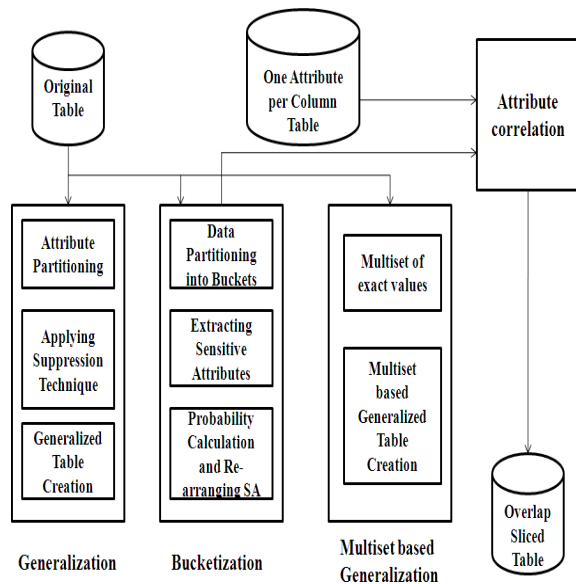 Original
Table
One Attribute
per Column
Table
Attribute
correlation
Attribute
Partitioning
Applying
Suppression
Technique
Generalized
Table
Creation
Data
Partitioning
into Buckets
Extracting
Sensitive
Attributes
Probability
Calculation
and Re-
arranging SA
Multiset of
exact values
Multiset
based
Generalized
Table
Creation
Overlap
Sliced
Table
Generalization
Bucketization
Multiset based
Generalization